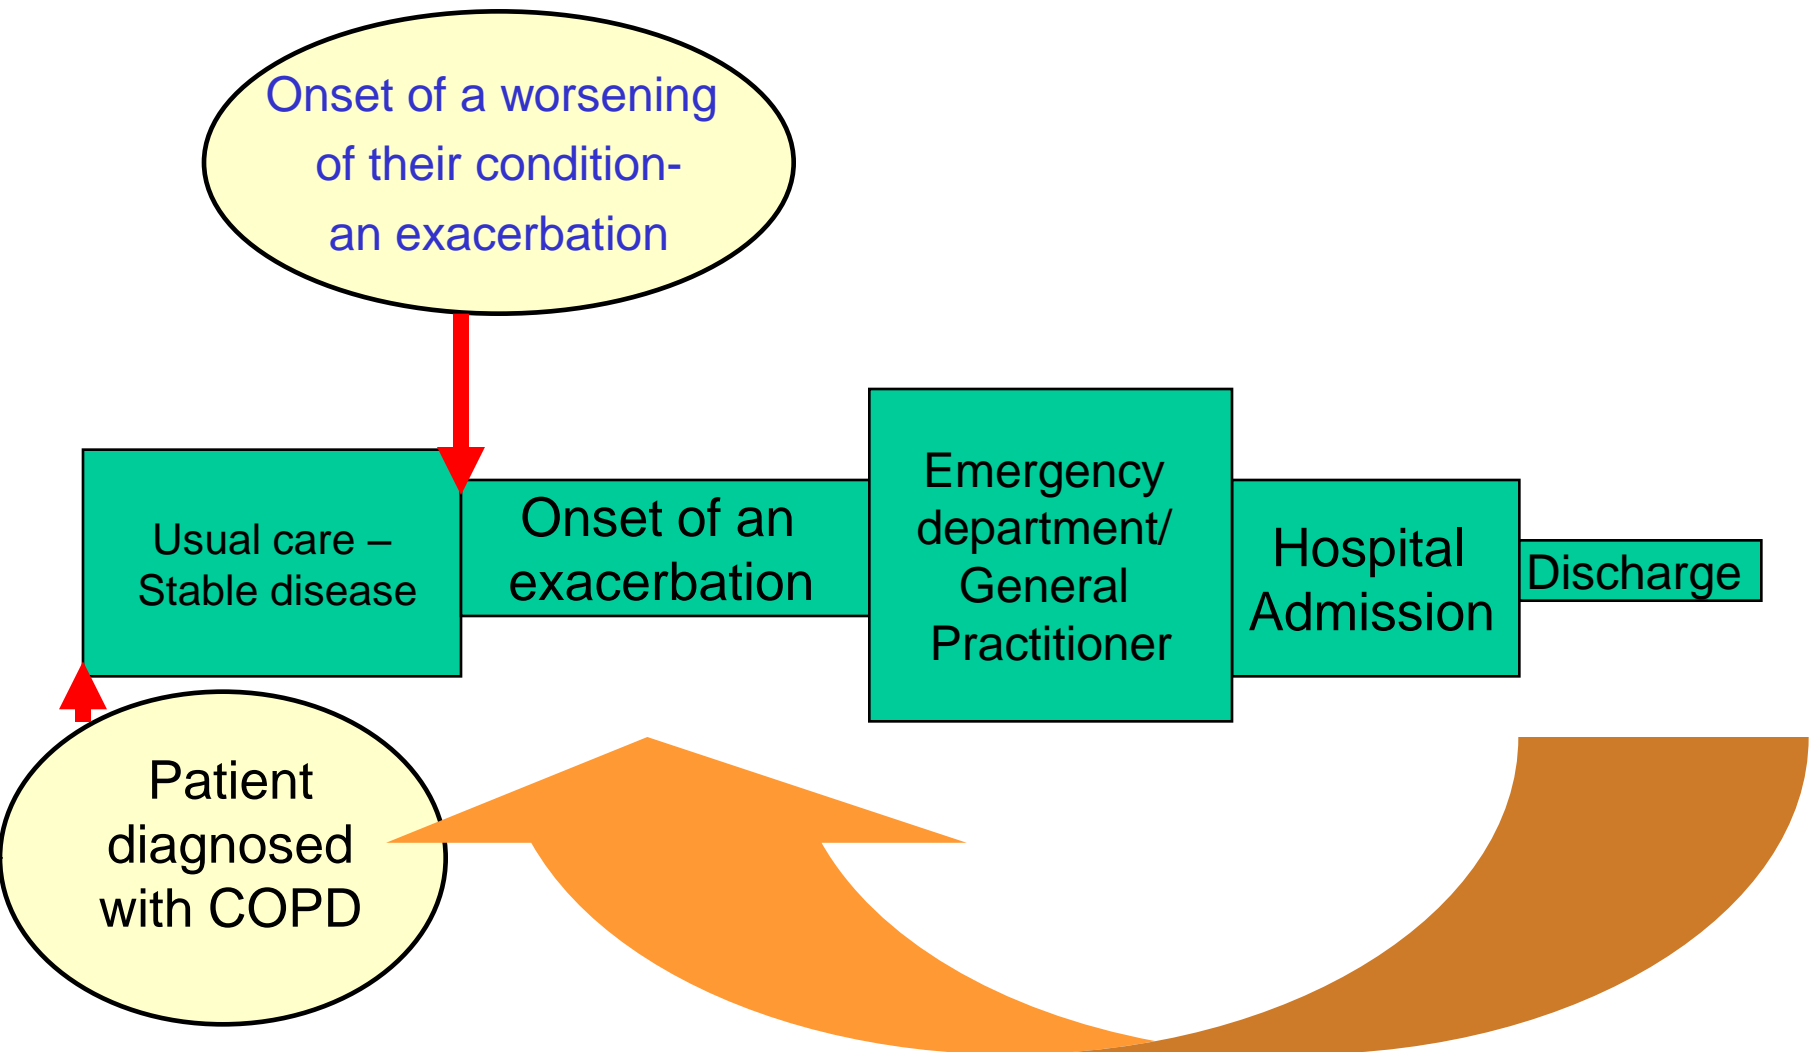 Onset of a worsening
of their condition-
an exacerbation
Usual care –
Stable disease
Onset of an
exacerbation
Emergency
department/
General
Practitioner
Hospital
Admission
Discharge
Patient
diagnosed
with COPD